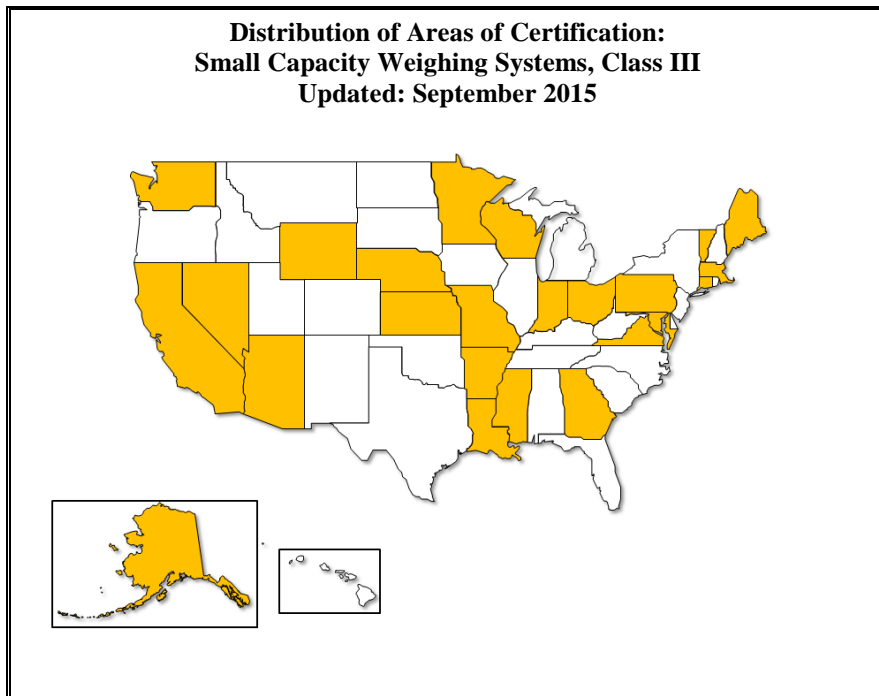 Distribution of Areas of Certification:
Small Capacity Weighing Systems, Class III
Updated: September 2015